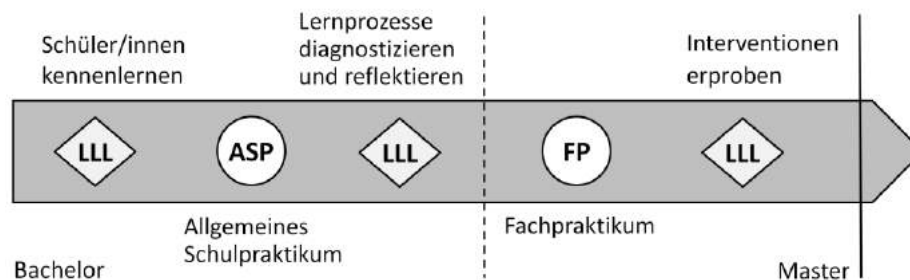 Schüler/innen
kennenlernen
Lernprozesse
diagnostizieren
und reflektieren
Interventionen
erproben
LLL
ASP
LLL
FP
LLL
Allgemeines
Schulpraktikum
Fachpraktikum
Bachelor
Master